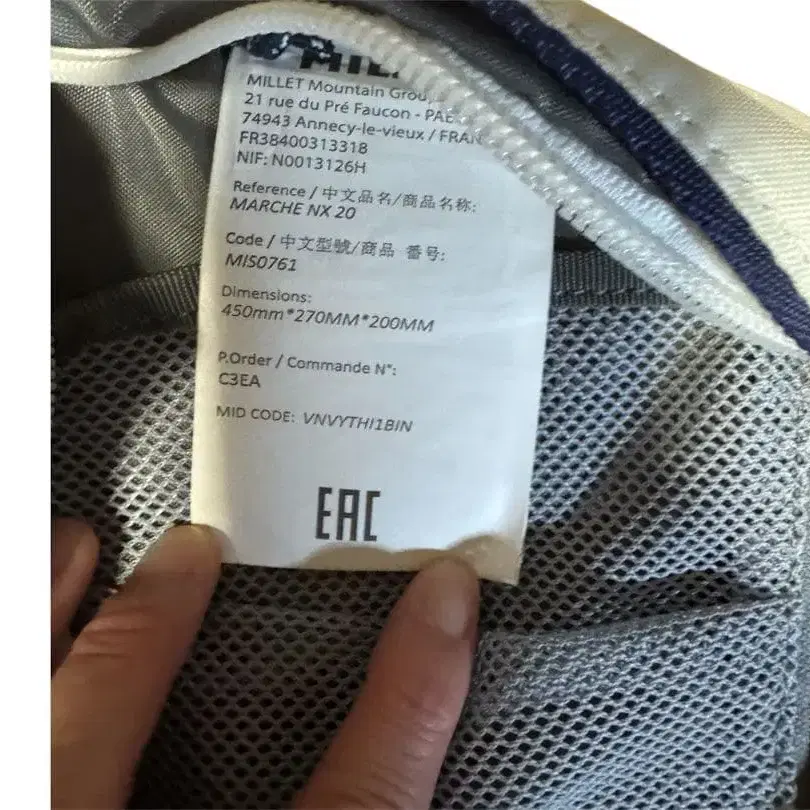 MILLET Mountain
21 rue du Pré Faucon - PAE
74943 Annecy-le-vieux /
FR38400313318
NIF: N0013126H
Reference / 中文品名/商品名称:
MARCHE NX 20
Code / 中文型號/商品 番号:
MIS0761
Dimensions:
450mm*270MM*200MM
P.Order / Commande N°:
C3EA
MID CODE: VNVYTHI1BIN
EAC